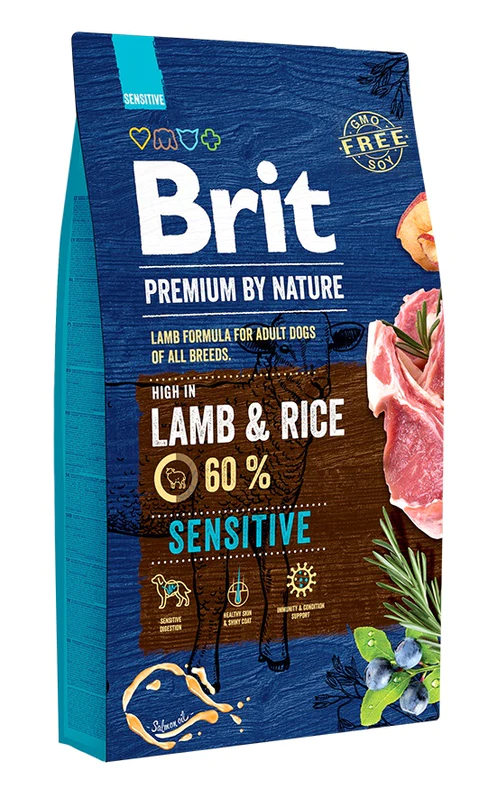 SENSITIVE
GMO
FREE
SOY
Brit
PREMIUM BY NATURE
LAMB FORMULA FOR ADULT DOGS
OF ALL BREEDS.
HIGH IN
LAMB & RICE
60 %
SENSITIVE
SENSITIVE
DIGESTION
HEALTHY SKIN
& SHINY COAT
IMMUNITY & CONDITION
SUPPORT
Salmon oil